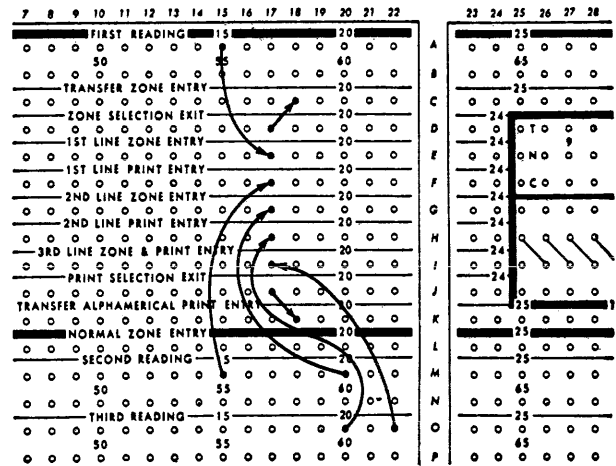 7 8 9 10 11 12 13 14 15 16 17 18 19 20 21 22 23 24 25 26 27 28
FIRST READING 15 20 25
A
50 55 60 65
B
TRANSFER ZONE ENTRY 20 25
C
ZONE SELECTION EXIT 20 24
D T 9
1ST LINE ZONE ENTRY 20 24
E N
1ST LINE PRINT ENTRY 20 24
F C
2ND LINE ZONE ENTRY 20 24
G
2ND LINE PRINT ENTRY 20 24
H
3RD LINE ZONE & PRINT ENTRY 20 24
I
PRINT SELECTION EXIT 20 24
J
TRANSFER ALPHAMERICAL PRINT ENTRY 20 25 T
K
NORMAL ZONE ENTRY 20 25
L
SECOND READING 5 20 25
M
50 55 60 65
N
THIRD READING 15 20 25
O
50 55 60 65
P